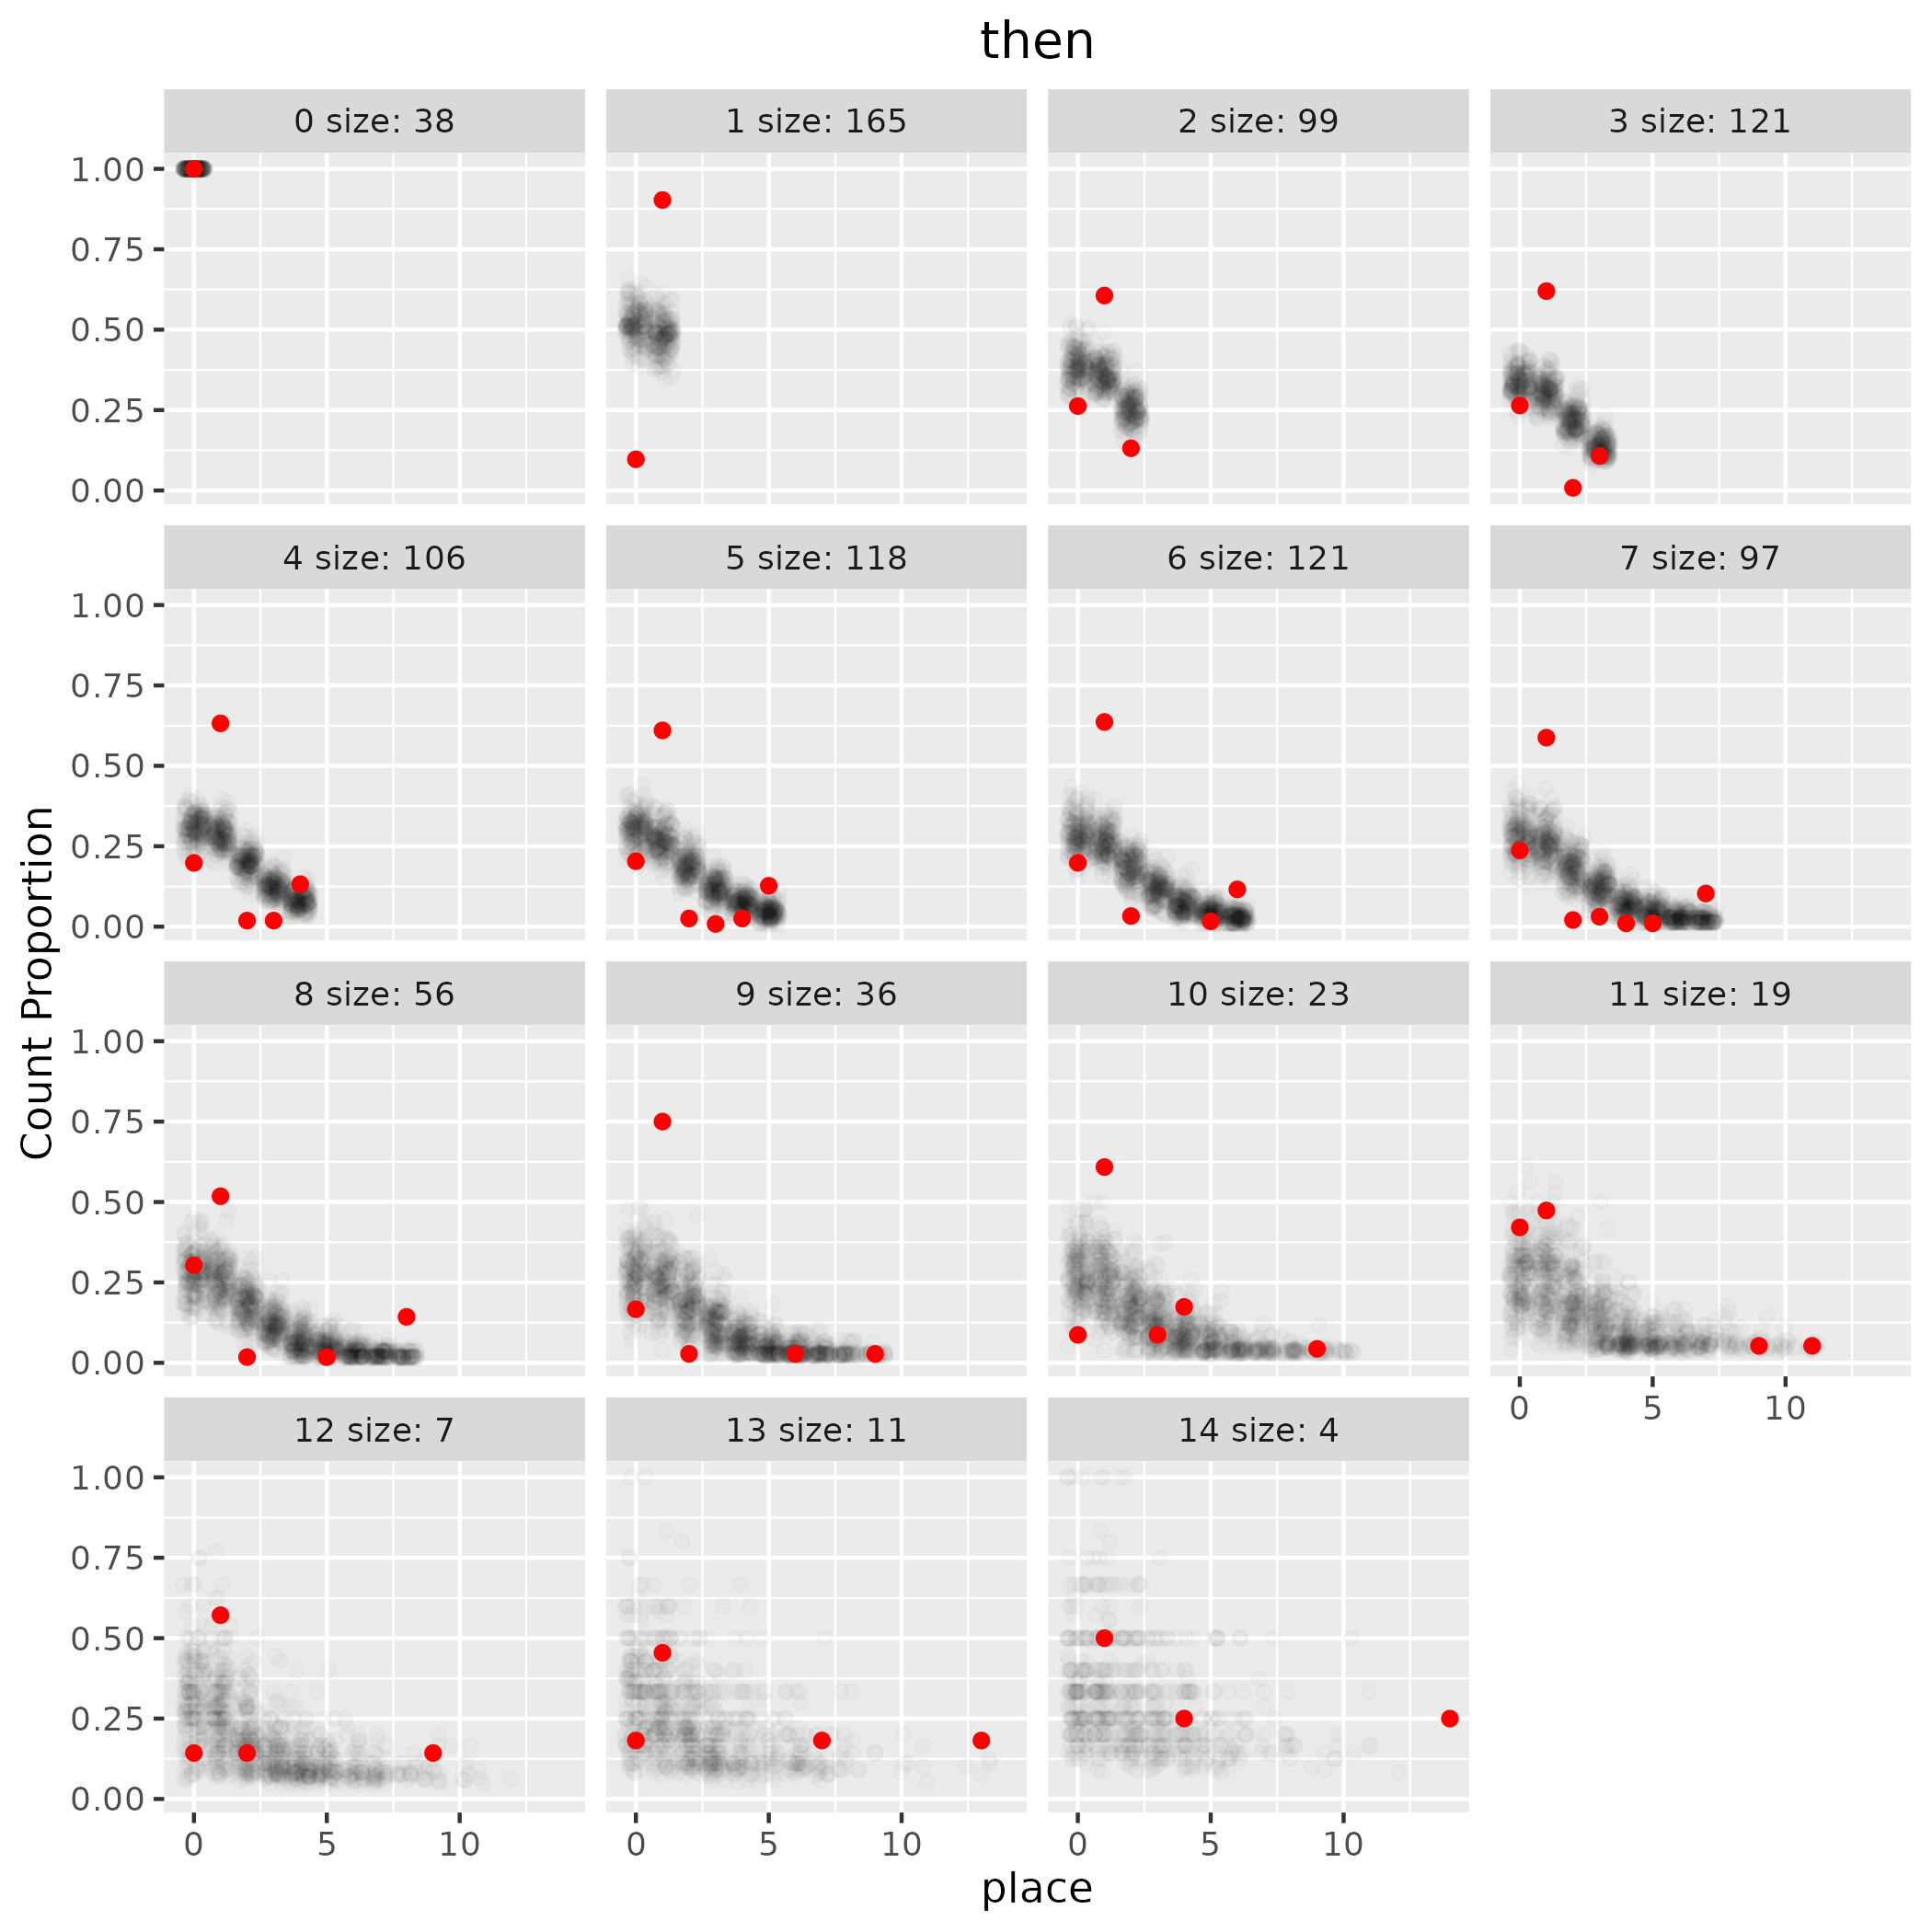 then
0 size: 38
1 size: 165
2 size: 99
3 size: 121
1.00
0.75
0.50
0.25
0.00
4 size: 106
5 size: 118
6 size: 121
7 size: 97
1.00
0.75
0.50
0.25
0.00
Count Proportion
8 size: 56
9 size: 36
10 size: 23
11 size: 19
1.00
0.75
0.50
0.25
0.00
0 5 10
12 size: 7
13 size: 11
14 size: 4
1.00
0.75
0.50
0.25
0.00
0 5 10
0 5 10
0 5 10
place